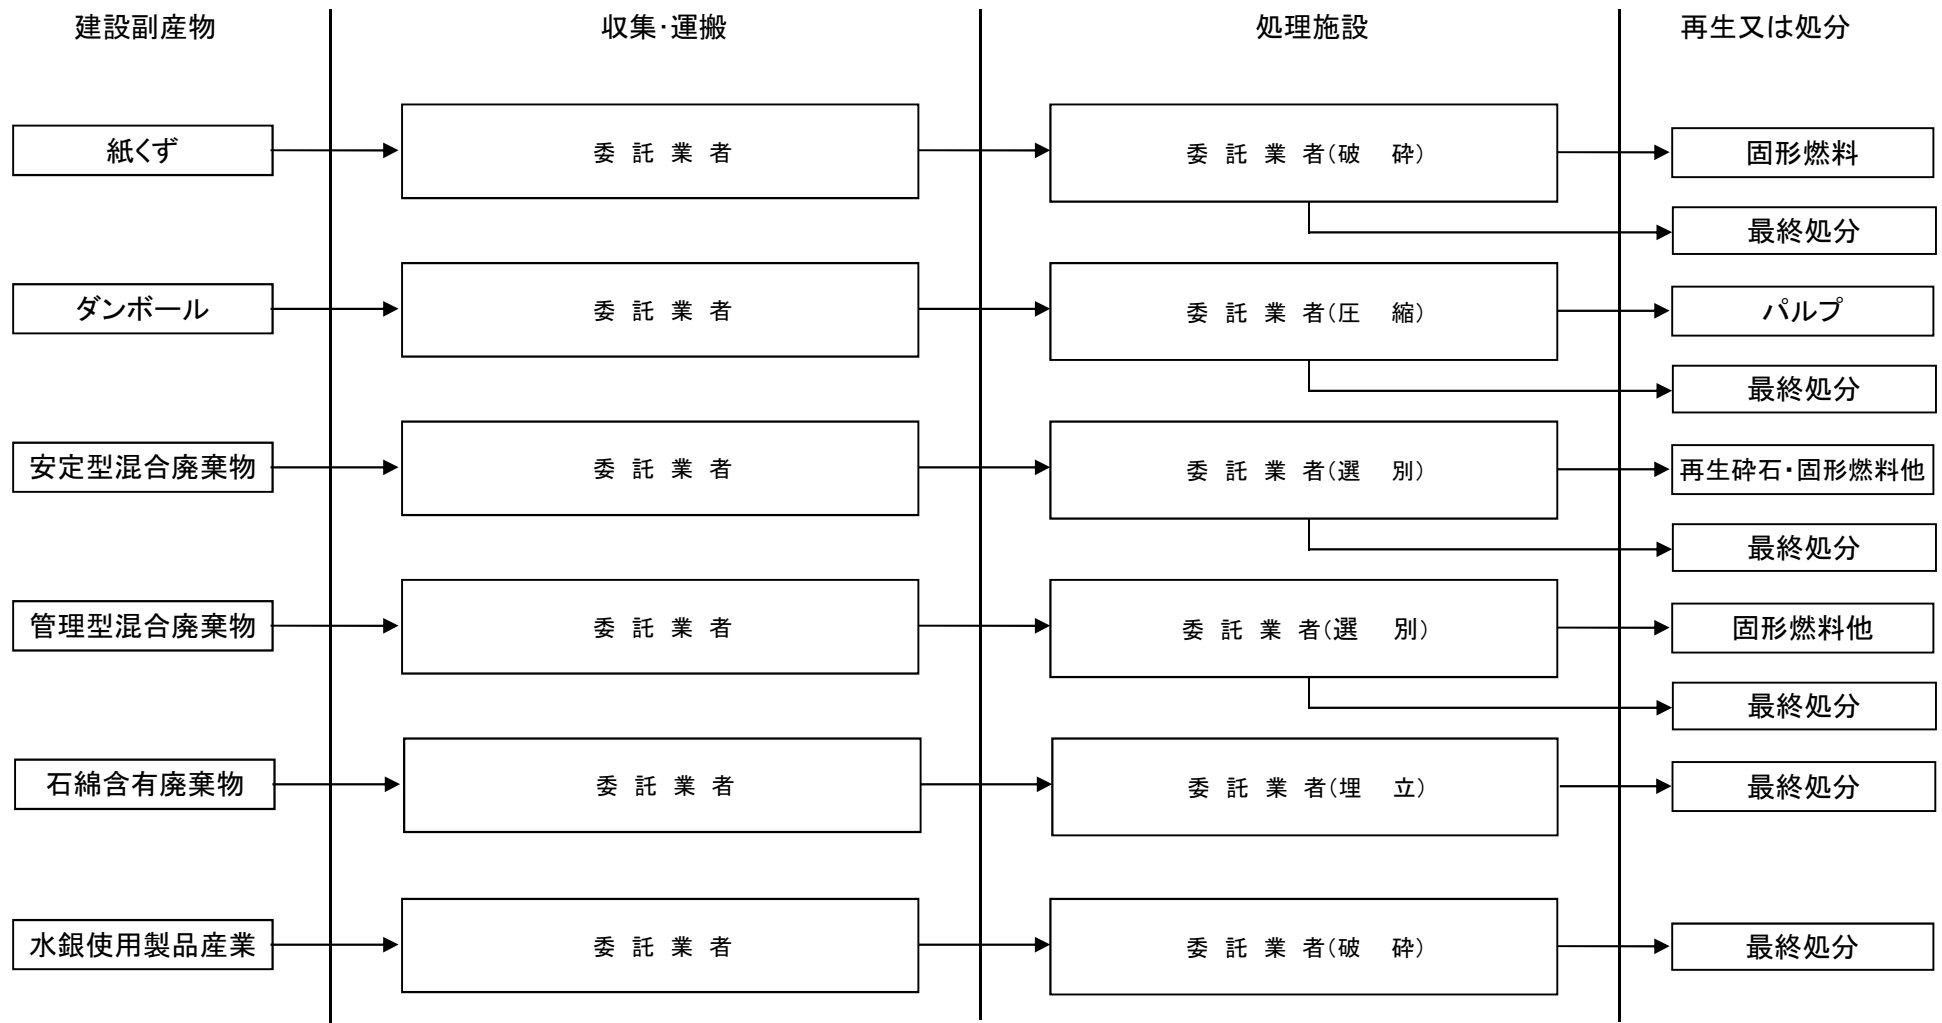 建設副産物 収集・運搬 処理施設 再生又は処分
紙くず 委託業者 委託業者(破 砕) 固形燃料
最終処分
ダンボール 委託業者 委託業者(圧 縮) パルプ
最終処分
安定型混合廃棄物 委託業者 委託業者(選 別) 再生砕石・固形燃料他
最終処分
管理型混合廃棄物 委託業者 委託業者(選 別) 固形燃料他
最終処分
石綿含有廃棄物 委託業者 委託業者(埋 立) 最終処分
水銀使用製品産業 委託業者 委託業者(破 砕) 最終処分